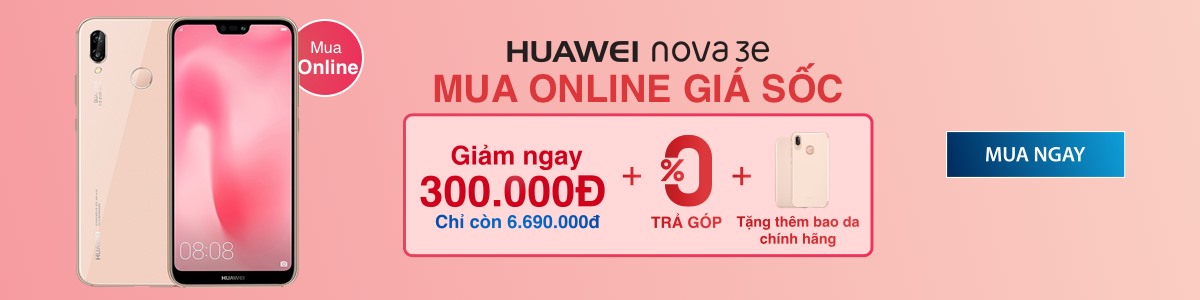 Mua
Online
HUAWEI nova 3e
MUA ONLINE GIÁ SỐC
Giảm ngay
300.000Đ
Chỉ còn 6.690.000đ
+
0%
TRẢ GÓP
+
Tặng thêm bao da
chính hãng
MUA NGAY
08:08
HUAWEI
HUAWEI